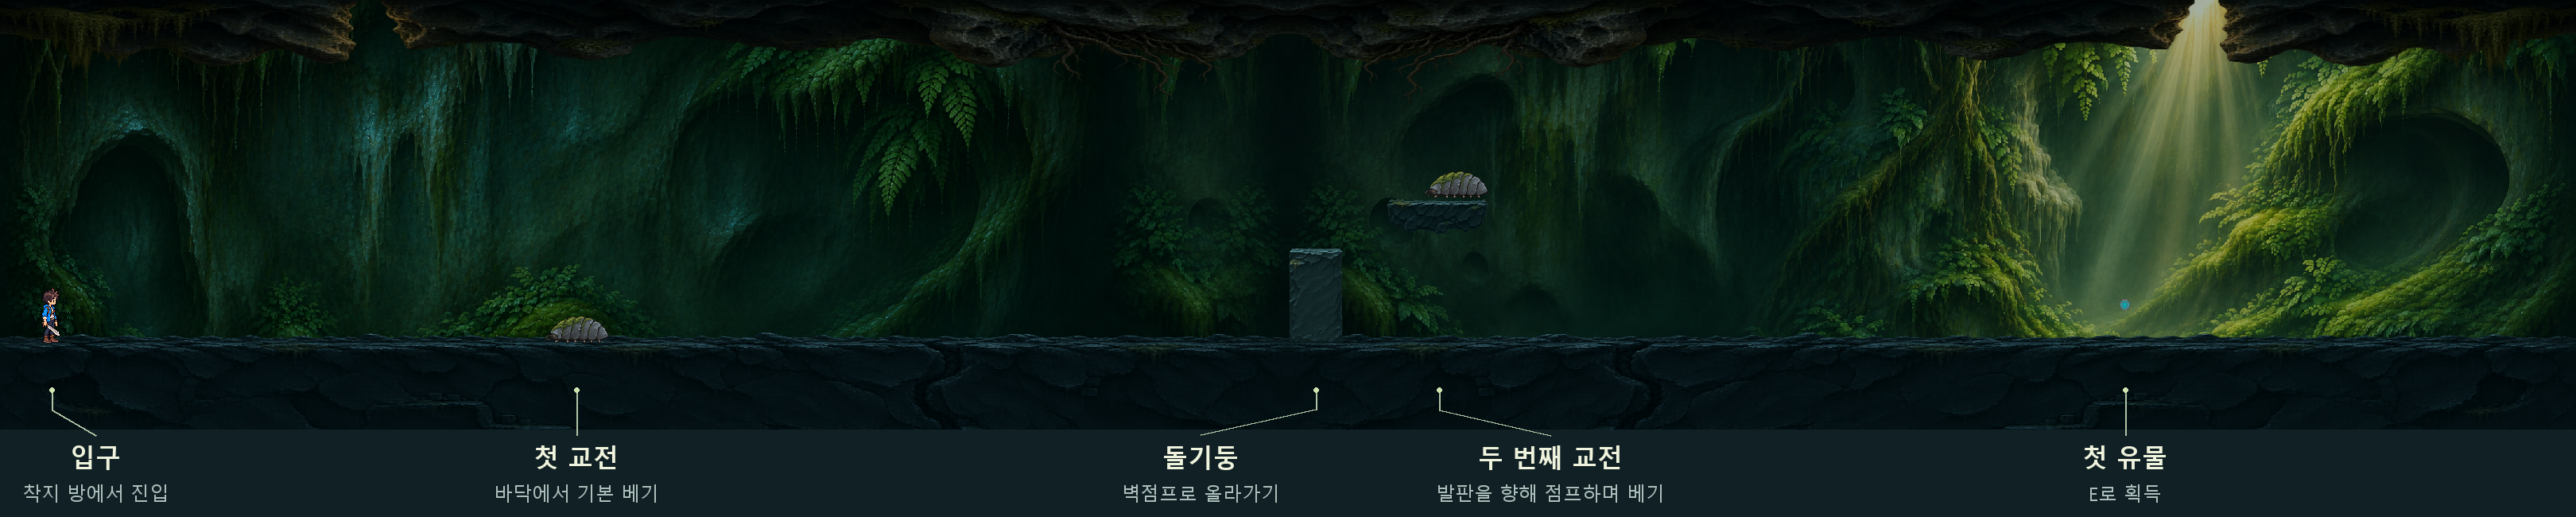 입구
착지 방에서 진입
첫 교전
바닥에서 기본 베기
돌기둥
벽점프로 올라가기
두 번째 교전
발판을 향해 점프하며 베기
첫 유물
E로 획득